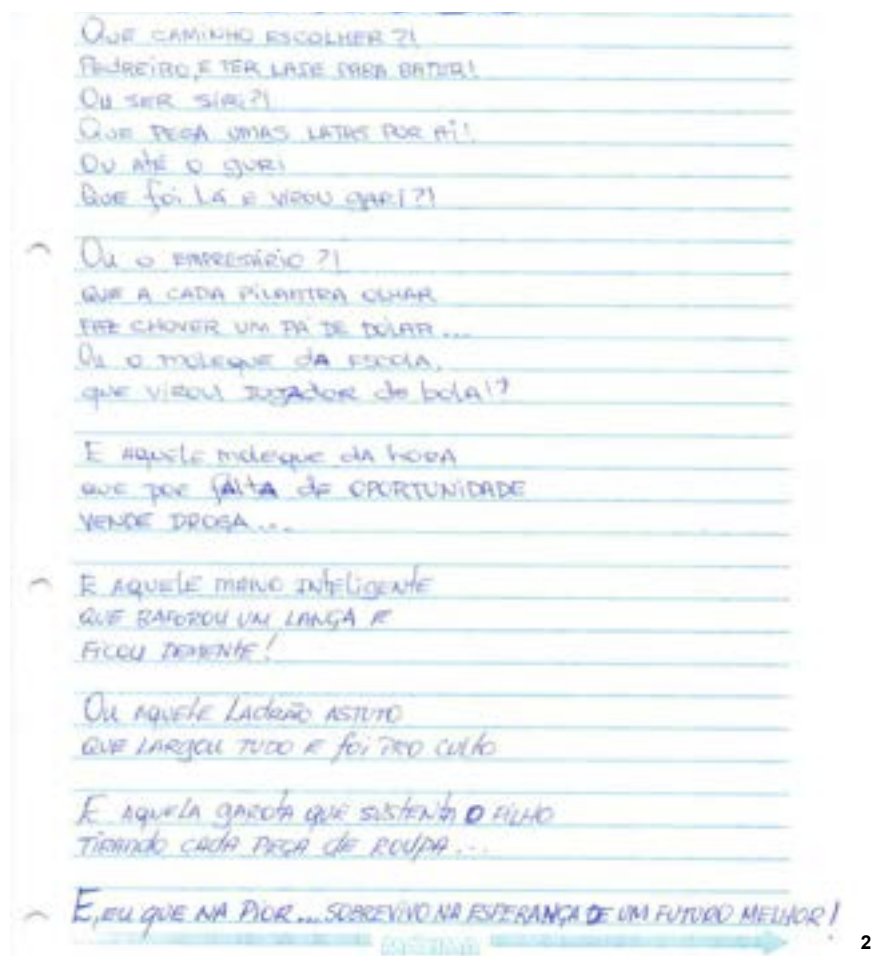 QUE CAMINHO ESCOLHER?!
PEDREIRO, E TER LAJE PARA BATER!
OU SER SIRI?!
QUE PEGA UMAS LATAS POR AÍ!
OU ATÉ O GURI
QUE foi LÁ E VIROU GARI?!
OU O EMPRESÁRIO?!
QUE A CADA PILANTRA OLHAR
FAZ CHOVER UM PÁ DE DÓLAR...
OU O MOLEQUE dA ESCOLA,
que VIROU JOGAdOR de bolA!?
E AQUELE moleque dA HORA
QUE POR fALTA dE OPORTUNIDADE
VENDE DROGA...
E AQUELE MANO INTELIGENTE
QUE BAFOROU UM LANÇA E
FICOU DEMENTE!
OU AQUELE LADRÃO ASTUTO
QUE LARGOU TUDO E foi PRO CULTO
E AQUELA GAROTA QUE SUSTENTA O FILHO
TIRANDO CADA PEÇA dE ROUPA...
E, EU QUE NA PIOR... SOBREVIVO NA ESPERANÇA DE UM FUTURO MELHOR!
2